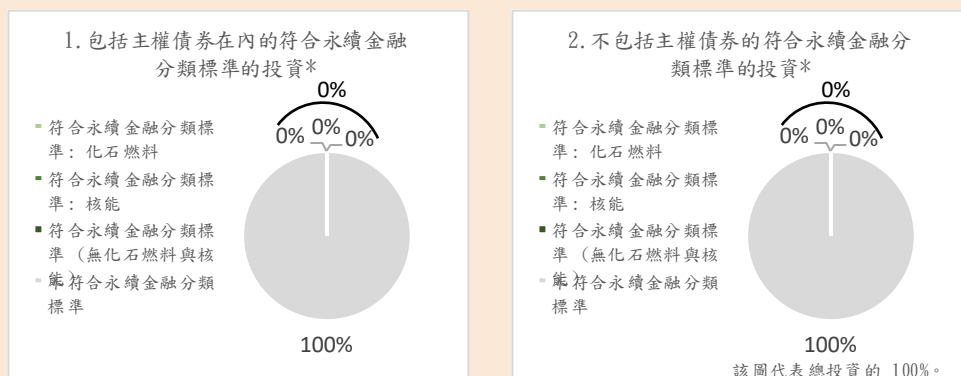 1.包括主權債券在內的符合永續金融
分類標準的投資*
0%
0% 0% 0%
符合永續金融分類標
準: 化石燃料
符合永續金融分類標
準: 核能
符合永續金融分類標
準 (無化石燃料與核
能)
不符合永續金融分類
標準
100%
2.不包括主權債券的符合永續金融分
類標準的投資*
0%
0% 0% 0%
符合永續金融分類標
準: 化石燃料
符合永續金融分類標
準: 核能
符合永續金融分類標
準 (無化石燃料與核
能)
不符合永續金融分類
標準
100%
該圖代表總投資的 100%。